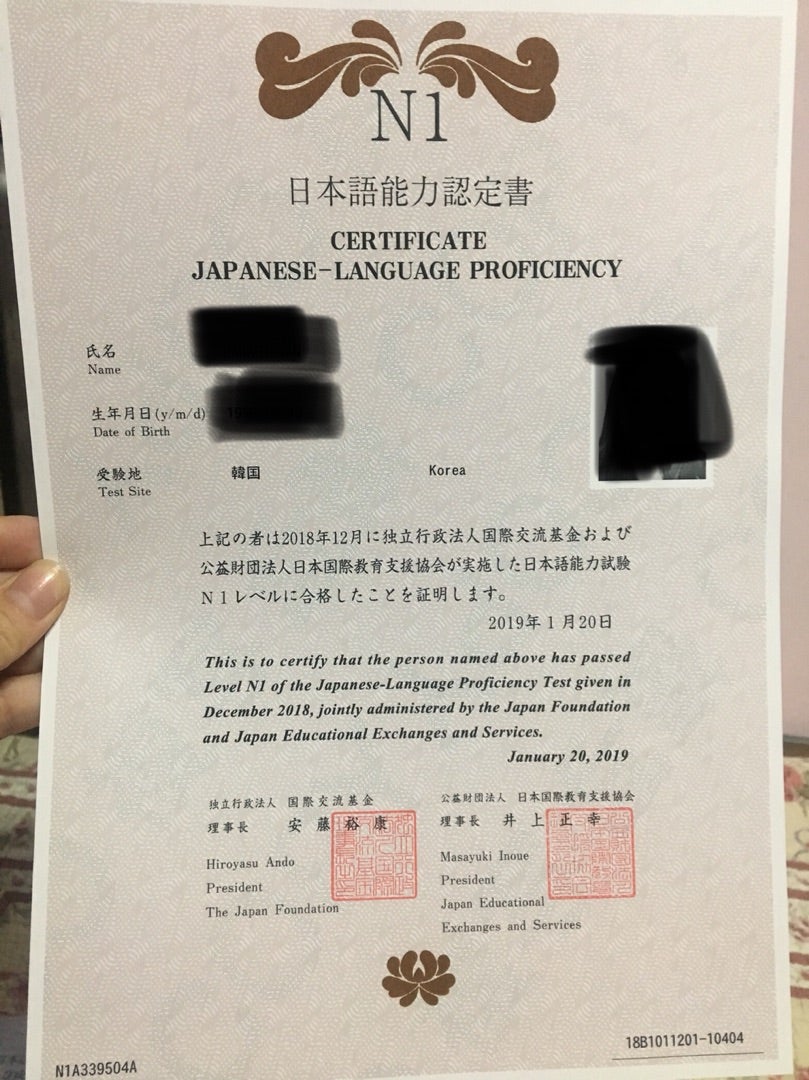 N1
日本語能力認定書
CERTIFICATE
JAPANESE-LANGUAGE PROFICIENCY
氏名
Name
生年月日(y/m/d)
Date of Birth
受験地 韓国 Korea
Test Site
上記の者は2018年12月に独立行政法人国際交流基金および
公益財団法人日本国際教育支援協会が実施した日本語能力試験
N1レベルに合格したことを証明します。
2019年1月20日
This is to certify that the person named above has passed
Level N1 of the Japanese-Language Proficiency Test given in
December 2018, jointly administered by the Japan Foundation
and Japan Educational Exchanges and Services.
January 20, 2019
独立行政法人 国際交流基金
理事長 安藤裕康
Hiroyasu Ando
President
The Japan Foundation
公益財団法人 日本国際教育支援協会
理事長 井上正幸
Masayuki Inoue
President
Japan Educational
Exchanges and Services
18B1011201-10404
N1A339504A